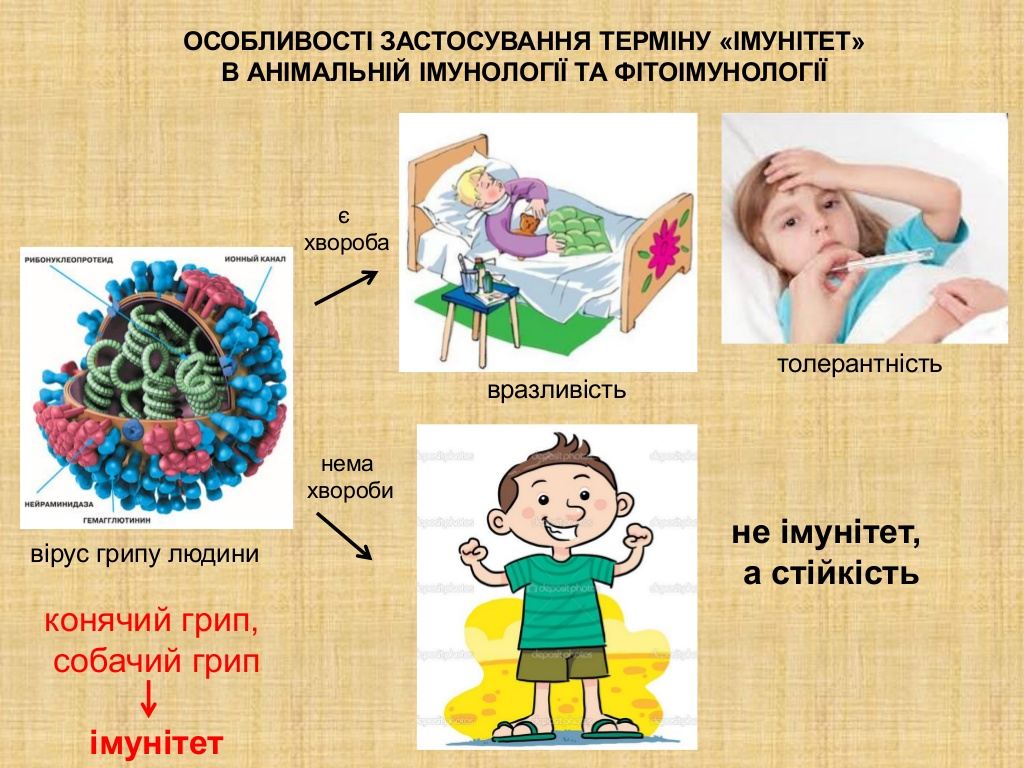 ОСОБЛИВОСТІ ЗАСТОСУВАННЯ ТЕРМІНУ «ІМУНІТЕТ»
В АНІМАЛЬНІЙ ІМУНОЛОГІЇ ТА ФІТОІМУНОЛОГІЇ
є
хвороба
РИБОНУКЛЕОПРОТЕИД
ИОННЫЙ КАНАЛ
НЕЙРАМИНИДАЗА
ГЕМАГГЛЮТИНИН
вірус грипу людини
вразливість
толерантність
нема
хвороби
depositphotos
не імунітет,
а стійкість
конячий грип,
собачий грип
імунітет